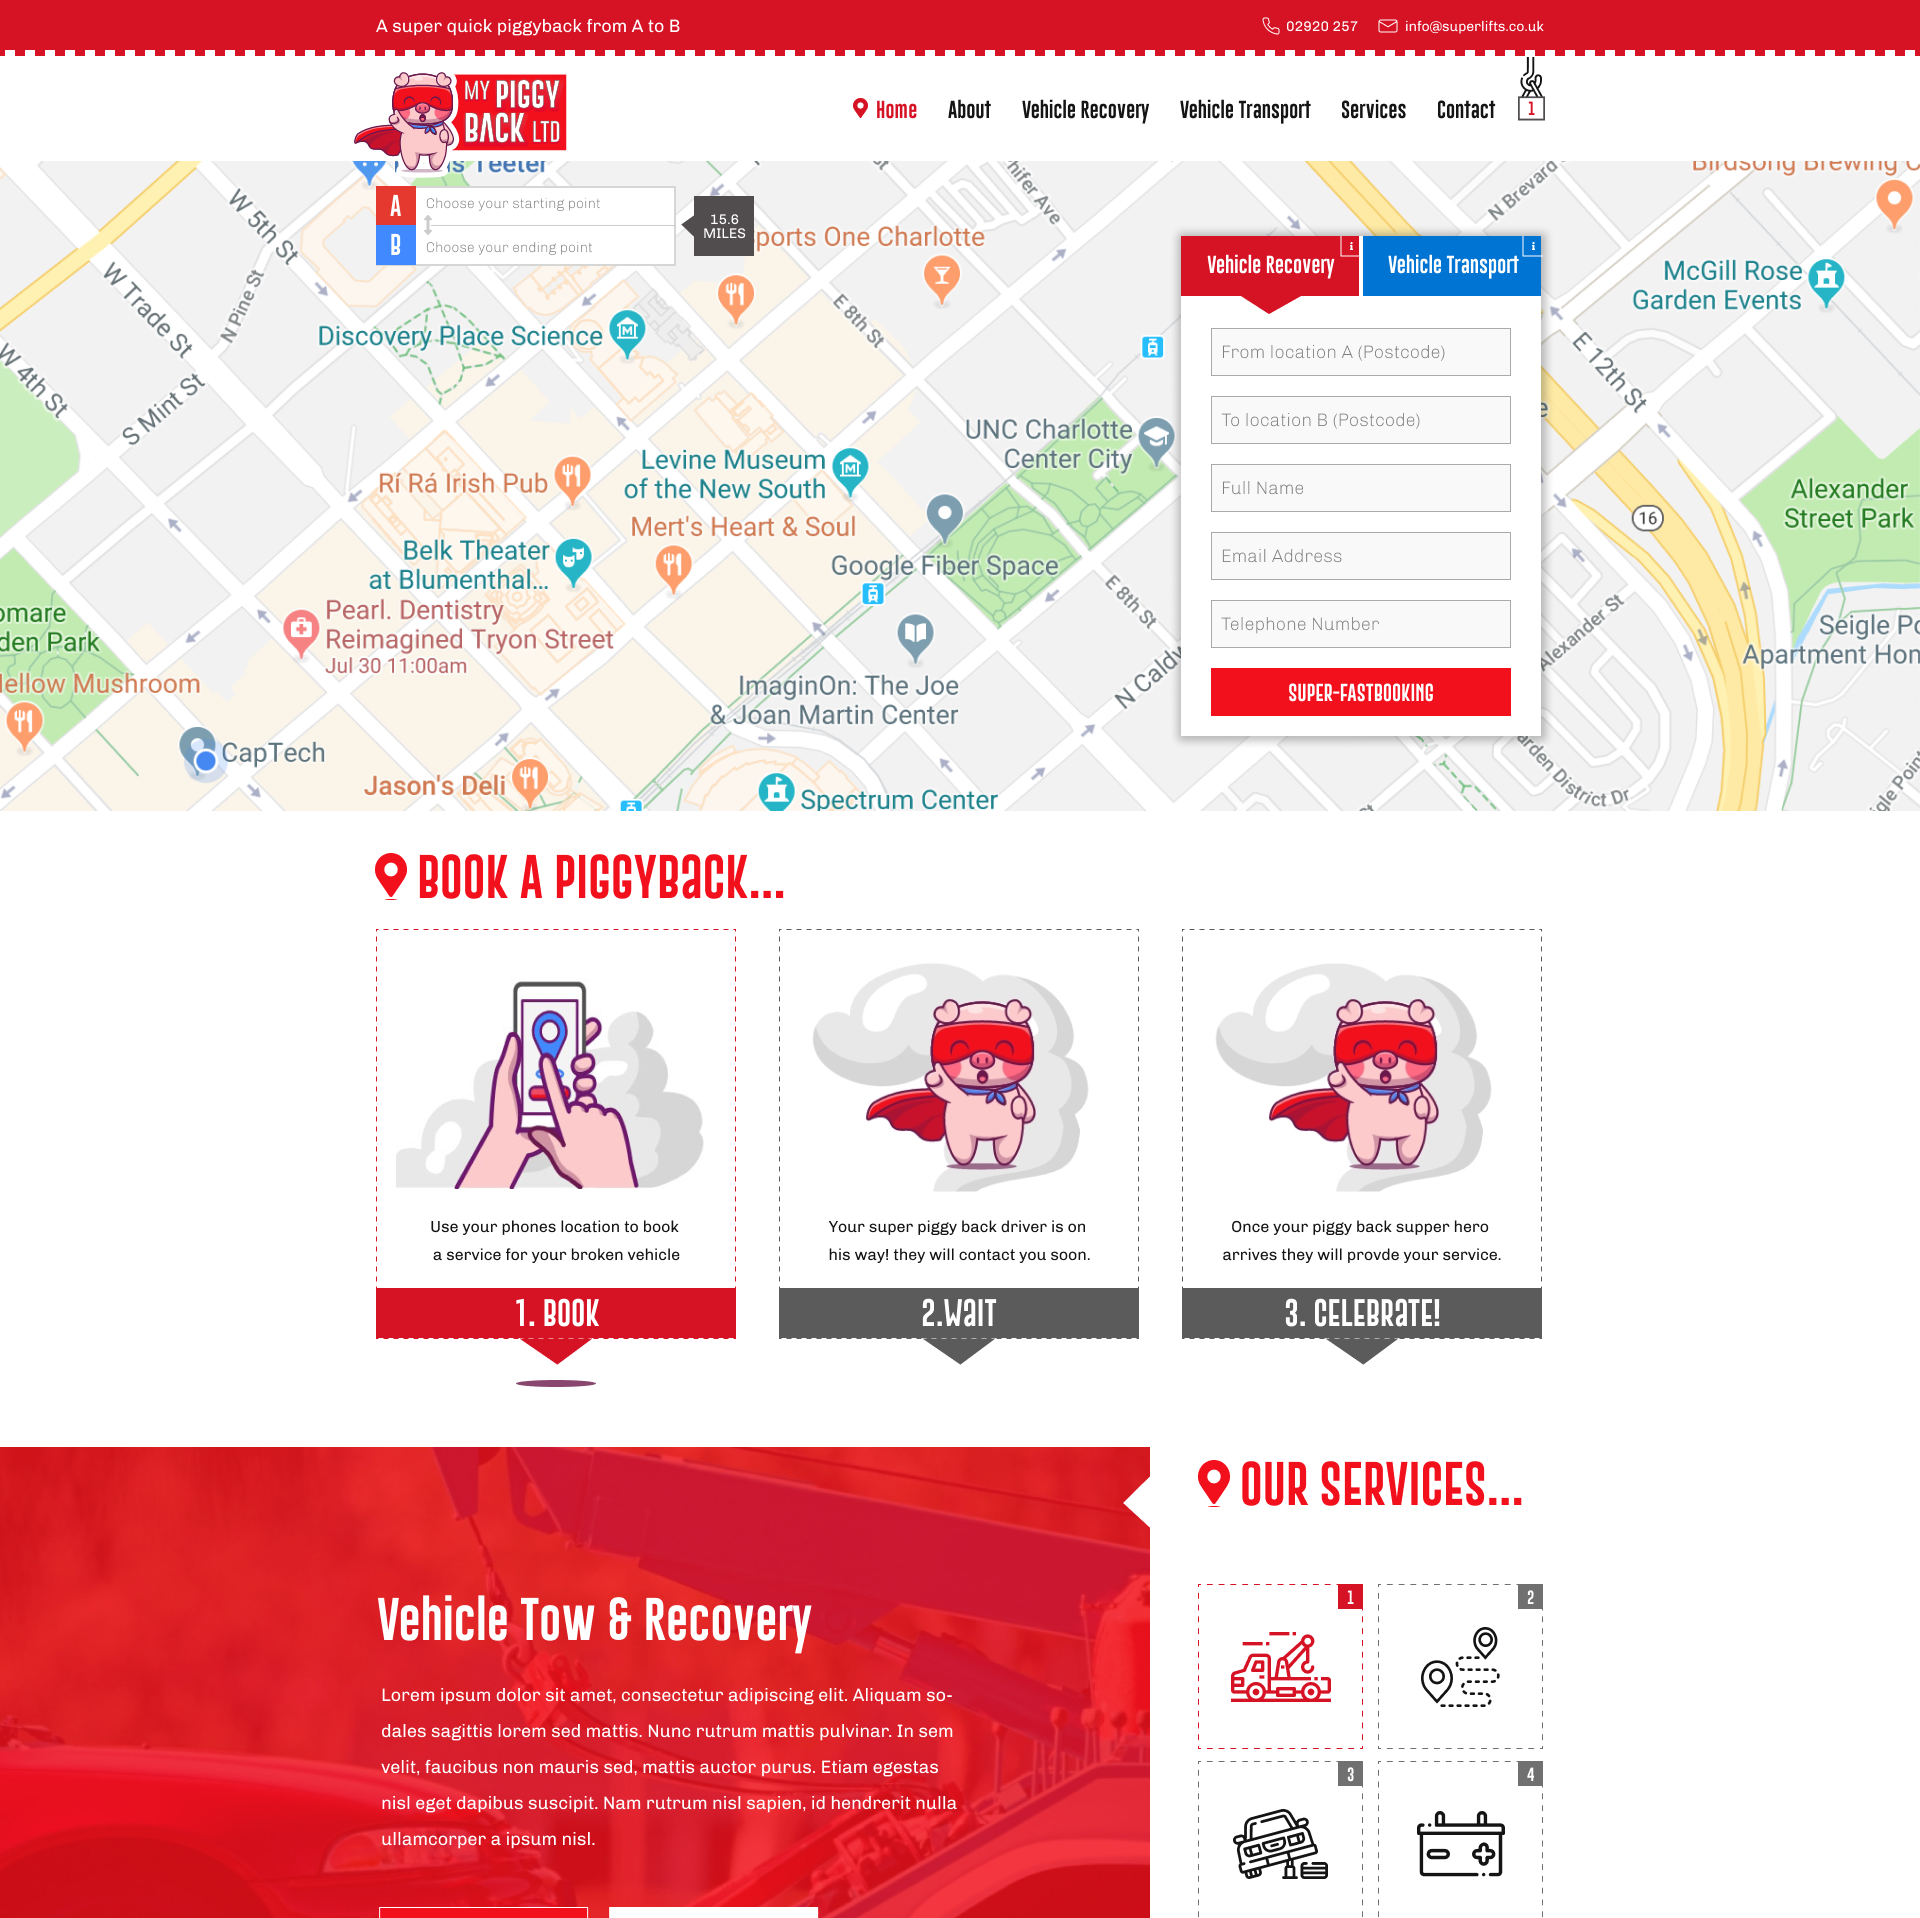 A super quick piggyback from A to B
02920 257
info@superlifts.co.uk
MY PIGGY
BACK LTD
Home
About
Vehicle Recovery
Vehicle Transport
Services
Contact
1
A
Choose your starting point
B
Choose your ending point
15.6
MILES
Teeter
ports One Charlotte
W 5th St
W Trade St
N Pine St
W 4th St
S Mint St
E 8th St
N Brevard
Birdsong Brewing C
McGill Rose
Garden Events
Discovery Place Science
E 12th St
UNC Charlotte
Center City
Levine Museum
of the New South
Rí Rá Irish Pub
Mert's Heart & Soul
Belk Theater
at Blumenthal...
Google Fiber Space
E 8th St
Pearl. Dentistry
Reimagined Tryon Street
Jul 30 11:00am
omare
den Park
ellow Mushroom
CapTech
Jason's Deli
ImaginOn: The Joe
& Joan Martin Center
Spectrum Center
N Caldw
Alexander
Street Park
16
Alexander St
Seigle Po
Apartment Hom
arden District Dr
gle Poin
Vehicle Recovery
i
Vehicle Transport
i
From location A (Postcode)
To location B (Postcode)
Full Name
Email Address
Telephone Number
SUPER-FASTBOOKING
BOOK A PIGGYBaCK...
Use your phones location to book
a service for your broken vehicle
1. BOOK
Your super piggy back driver is on
his way! they will contact you soon.
2.WaIT
Once your piggy back supper hero
arrives they will provde your service.
3. CELEBRaTE!
Vehicle Tow & Recovery
Lorem ipsum dolor sit amet, consectetur adipiscing elit. Aliquam so-
dales sagittis lorem sed mattis. Nunc rutrum mattis pulvinar. In sem
velit, faucibus non mauris sed, mattis auctor purus. Etiam egestas
nisl eget dapibus suscipit. Nam rutrum nisl sapien, id hendrerit nulla
ullamcorper a ipsum nisl.
OUR SERVICES...
1
2
3
4